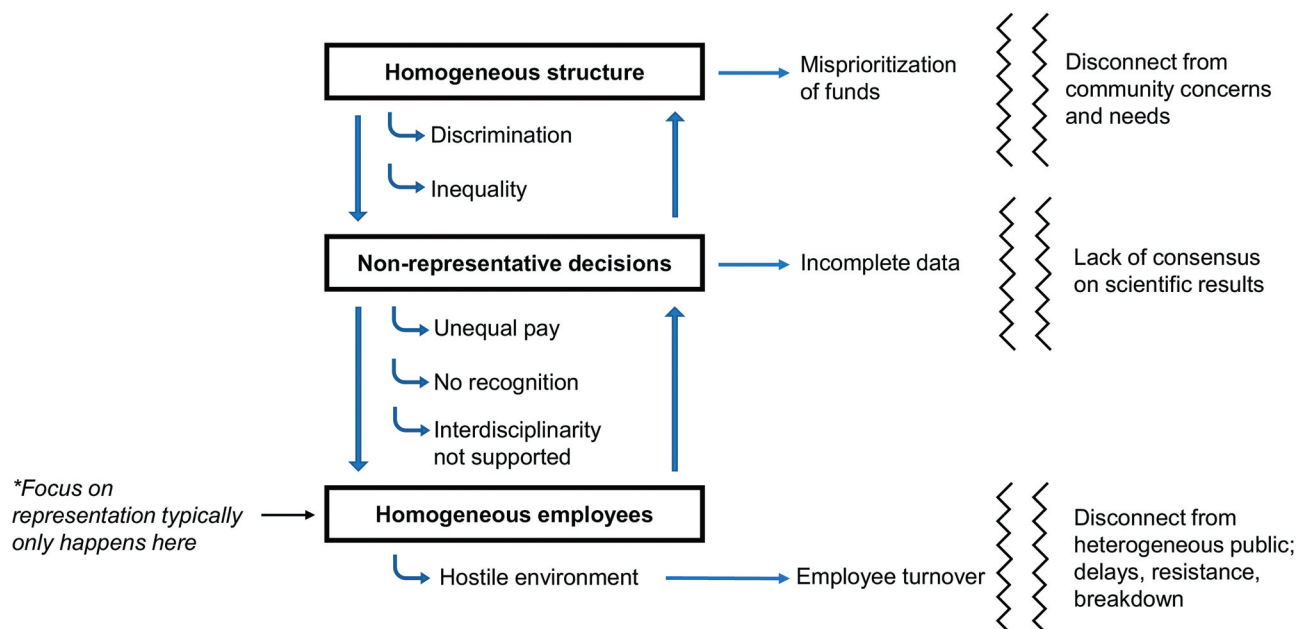 Homogeneous structure
Misprioritization
of funds
Disconnect from
community concerns
and needs
Discrimination
Inequality
Non-representative decisions
Incomplete data
Lack of consensus
on scientific results
Unequal pay
No recognition
Interdisciplinarity
not supported
*Focus on
representation typically
only happens here
Homogeneous employees
Hostile environment
Employee turnover
Disconnect from
heterogeneous public;
delays, resistance,
breakdown